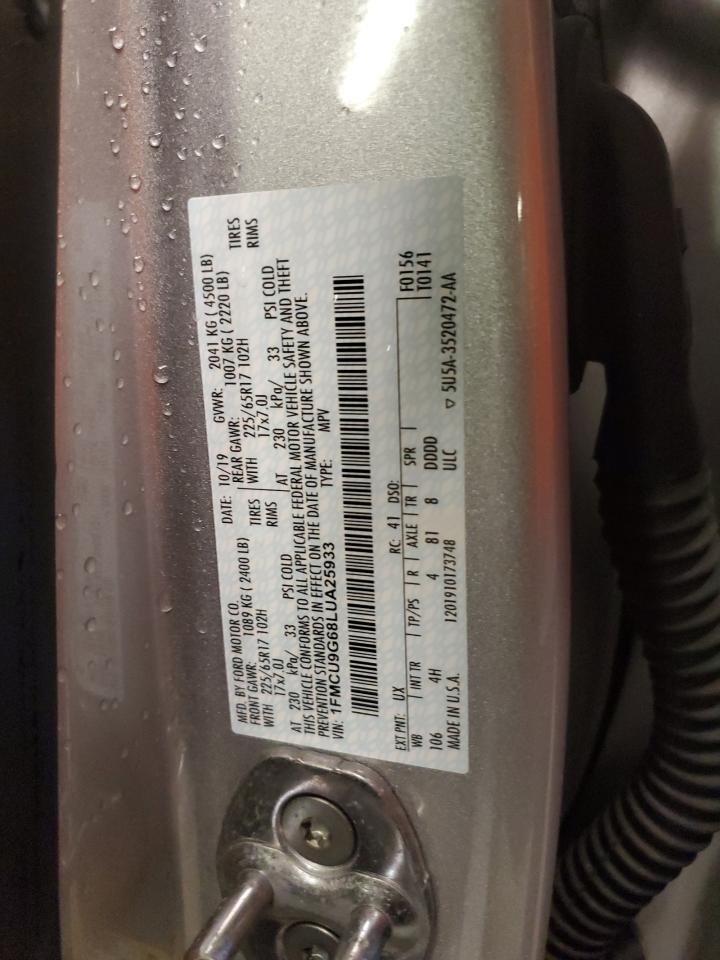 MFD. BY FORD MOTOR CO. DATE: 10/19 GVWR: 2041 KG ( 4500 LB)
FRONT GAWR: 1089 KG ( 2400 LB) REAR GAWR: 1007 KG ( 2220 LB)
WITH 225/65R17 102H TIRES WITH 225/65R17 102H TIRES
17x7.0J RIMS 17x7.0J RIMS
AT 230 kPa/ 33 PSI COLD AT 230 kPa/ 33 PSI COLD
THIS VEHICLE CONFORMS TO ALL APPLICABLE FEDERAL MOTOR VEHICLE SAFETY AND THEFT
PREVENTION STANDARDS IN EFFECT ON THE DATE OF MANUFACTURE SHOWN ABOVE.
VIN: 1FMCU9G68LUA25933 TYPE: MPV
EXT PNT: UX RC: 41 DSO: F0156
WB INT TR TP/PS R AXLE TR SPR T0141
106 4H 4 81 8 DDDD
MADE IN U.S.A. 1201910173748 ULC ▽ 5U5A-3520472-AA